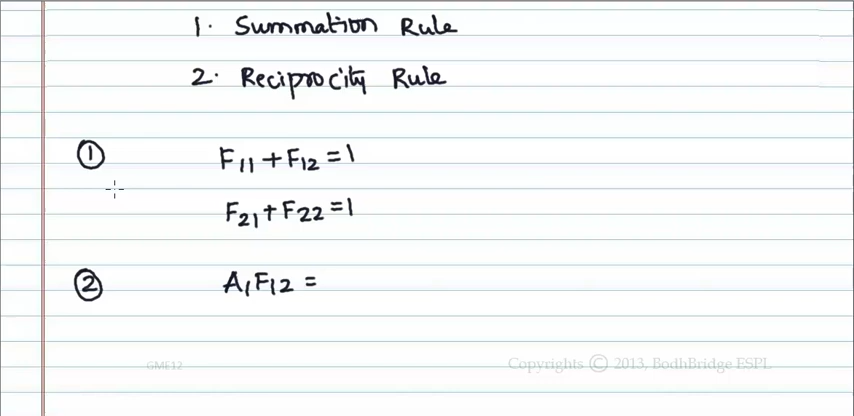 1. Summation Rule
2. Reciprocity Rule
① F₁₁ + F₁₂ = 1
F₂₁ + F₂₂ = 1
② A₁F₁₂ =
GME12 Copyrights © 2013, BodhBridge ESPL